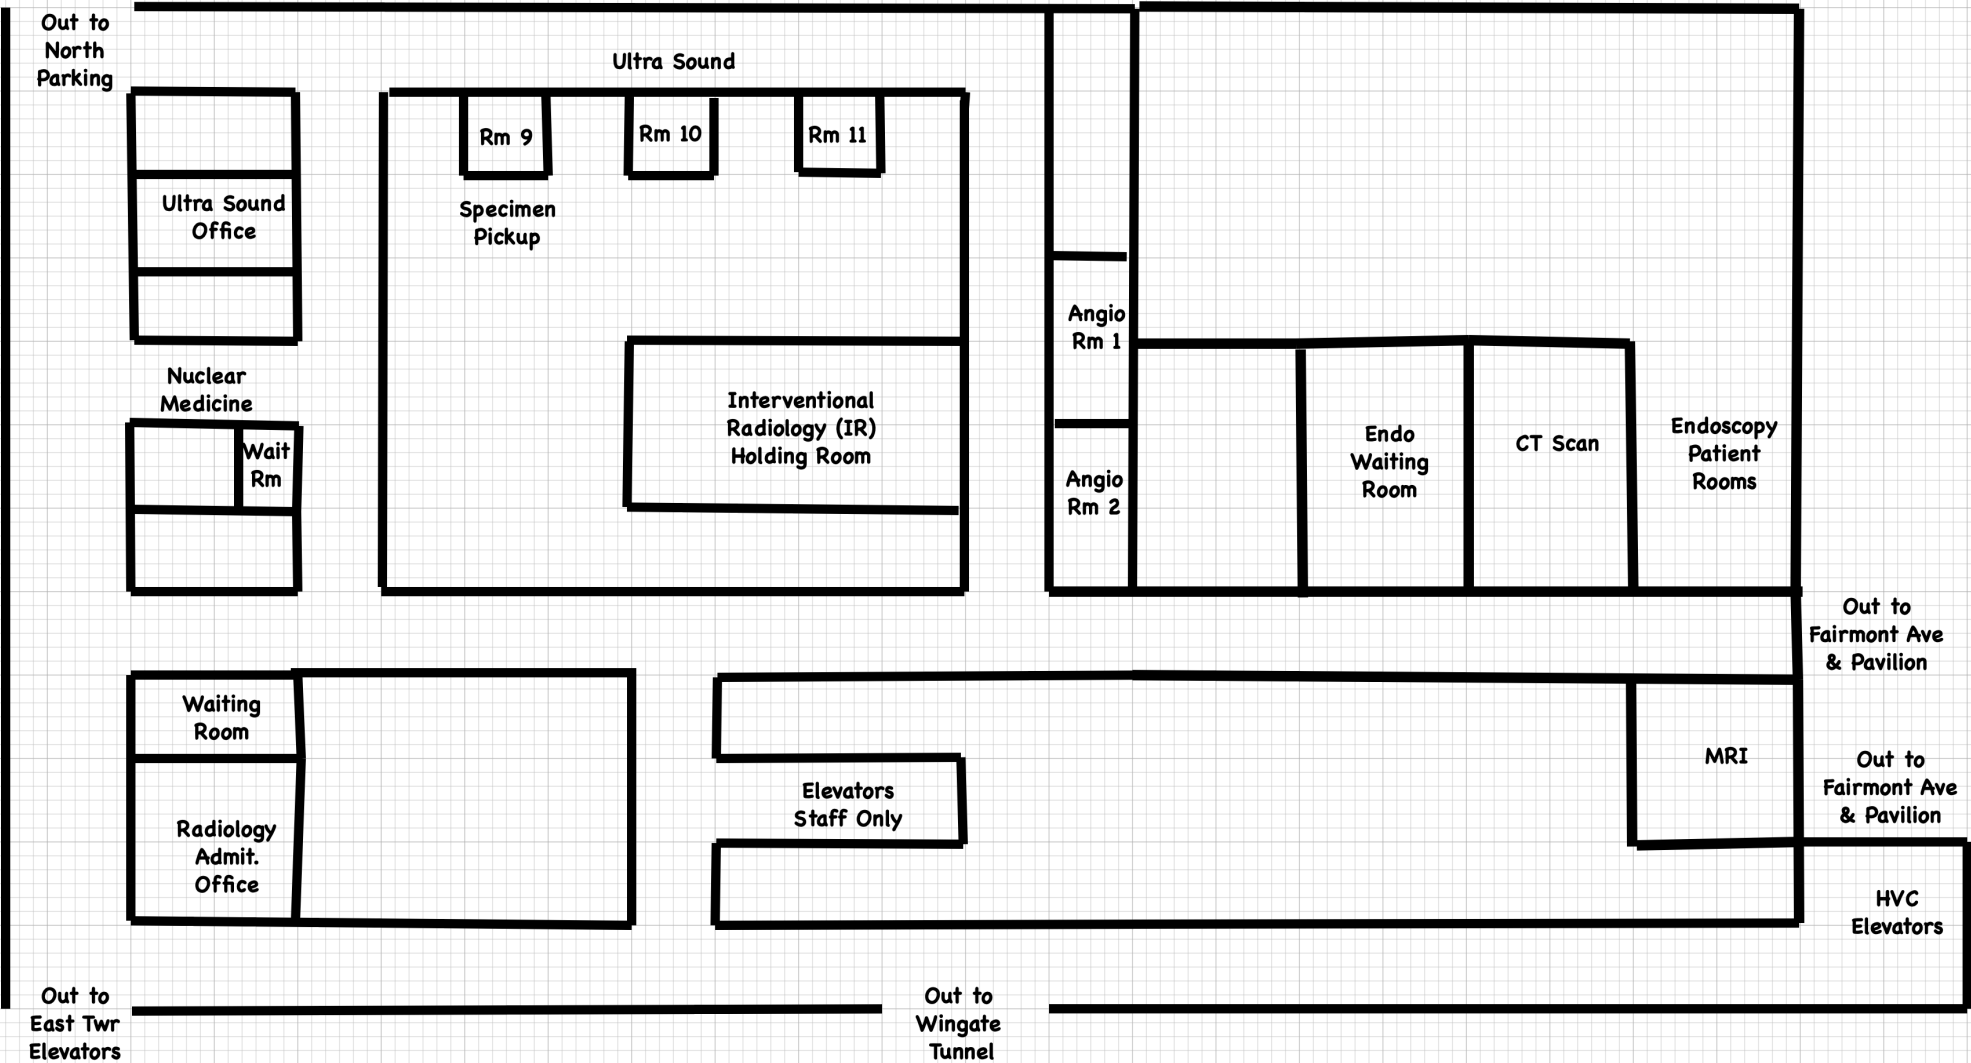 Out to
North
Parking
Ultra Sound
Rm 9
Rm 10
Rm 11
Ultra Sound
Office
Specimen
Pickup
Angio
Rm 1
Nuclear
Medicine
Wait
Rm
Interventional
Radiology (IR)
Holding Room
Angio
Rm 2
Endo
Waiting
Room
CT Scan
Endoscopy
Patient
Rooms
Out to
Fairmont Ave
& Pavilion
Waiting
Room
Radiology
Admit.
Office
Elevators
Staff Only
MRI
Out to
Fairmont Ave
& Pavilion
HVC
Elevators
Out to
East Twr
Elevators
Out to
Wingate
Tunnel